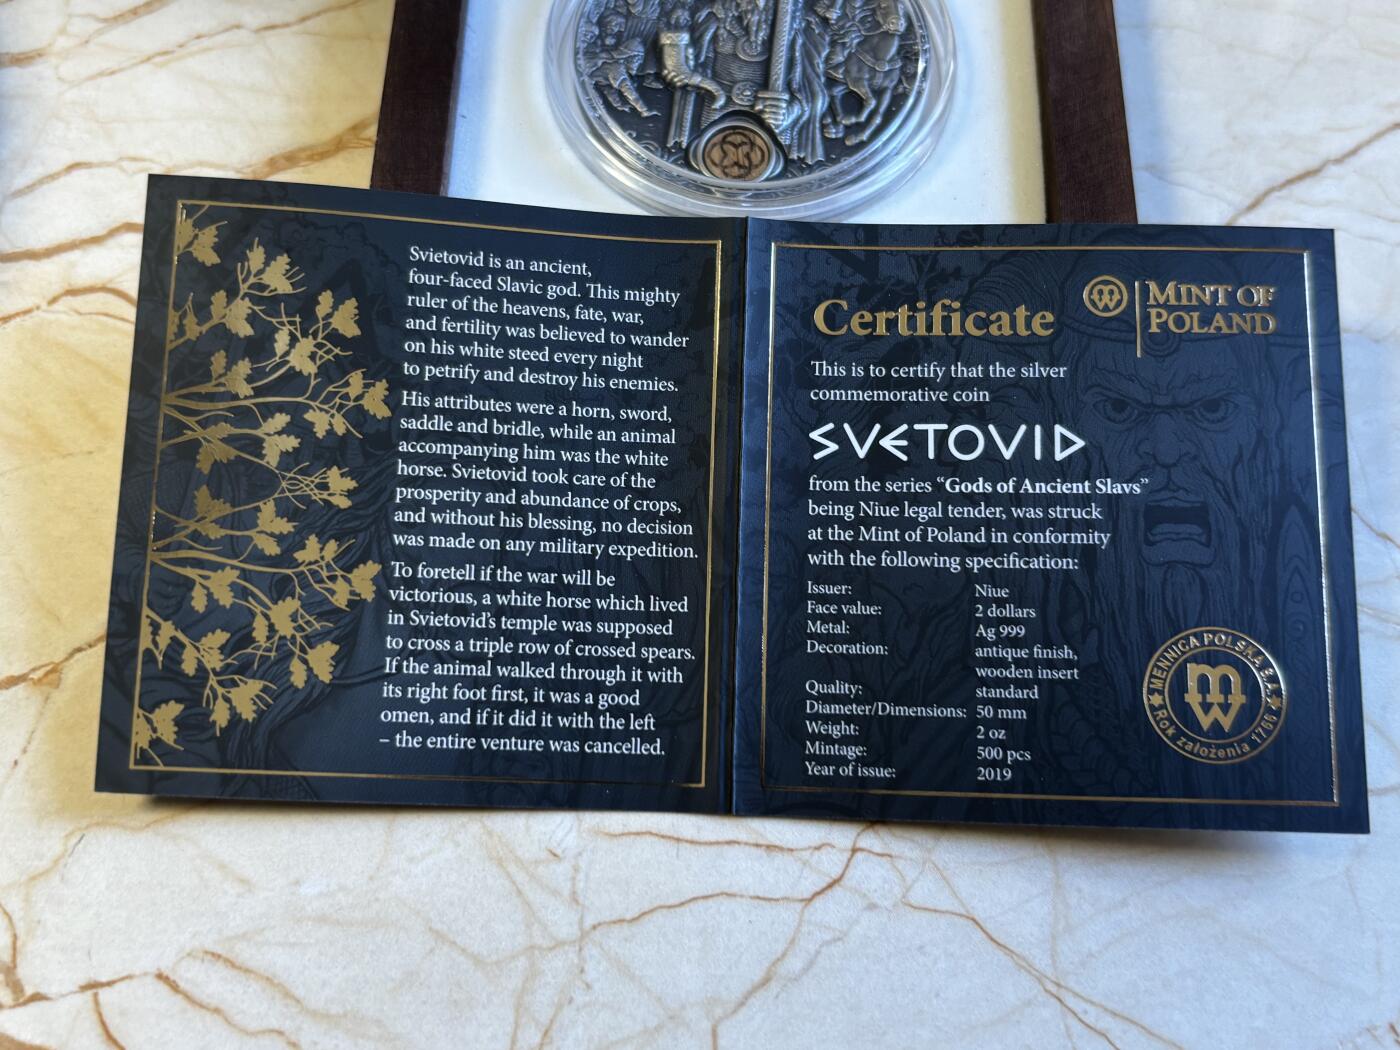 Svietovid is an ancient,
four-faced Slavic god. This mighty
ruler of the heavens, fate, war,
and fertility was believed to wander
on his white steed every night
to petrify and destroy his enemies.
His attributes were a horn, sword,
saddle and bridle, while an animal
accompanying him was the white
horse. Svietovid took care of the
prosperity and abundance of crops,
and without his blessing, no decision
was made on any military expedition.
To foretell if the war will be
victorious, a white horse which lived
in Svietovid's temple was supposed
to cross a triple row of crossed spears.
If the animal walked through it with
its right foot first, it was a good
omen, and if it did it with the left
– the entire venture was cancelled.
Certificate
MINT OF
POLAND
This is to certify that the silver
commemorative coin
SVETOVID
from the series “Gods of Ancient Slavs”
being Niue legal tender, was struck
at the Mint of Poland in conformity
with the following specification:
Issuer: Niue
Face value: 2 dollars
Metal: Ag 999
Decoration: antique finish,
wooden insert
Quality: standard
Diameter/Dimensions: 50 mm
Weight: 2 oz
Mintage: 500 pcs
Year of issue: 2019
MENNICA POLSKA S.A.
mw
Rok założenia 1766